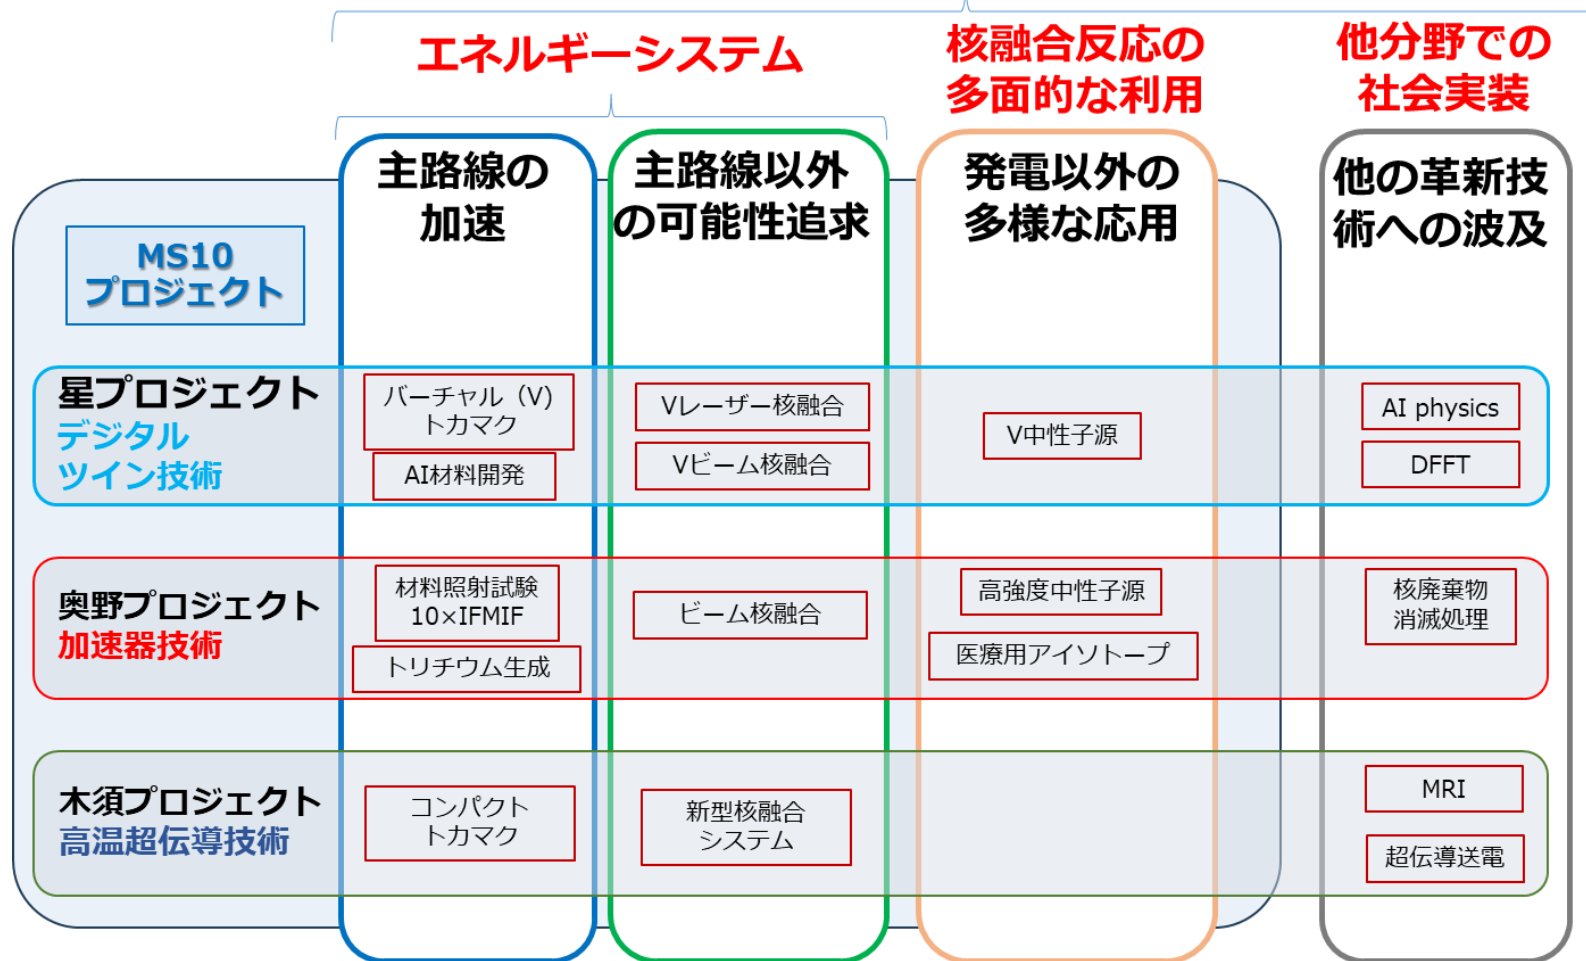 エネルギーシステム
核融合反応の
多面的な利用
他分野での
社会実装
主路線の
加速
主路線以外
の可能性追求
発電以外の
多様な応用
他の革新技
術への波及
MS10
プロジェクト
星プロジェクト
デジタル
ツイン技術
バーチャル（V)
トカマク
AI材料開発
Vレーザー核融合
Vビーム核融合
V中性子源
AI physics
DFFT
奥野プロジェクト
加速器技術
材料照射試験
10×IFMIF
トリチウム生成
ビーム核融合
高強度中性子源
医療用アイソトープ
核廃棄物
消滅処理
木須プロジェクト
高温超伝導技術
コンパクト
トカマク
新型核融合
システム
MRI
超伝導送電